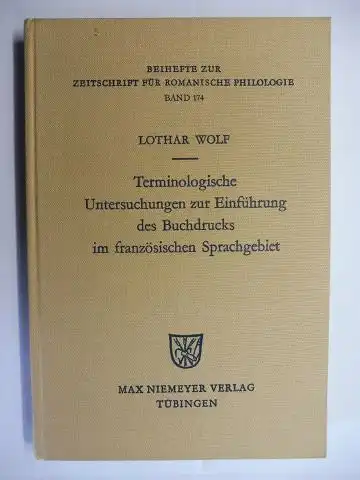 BEIHEFTE ZUR
ZEITSCHRIFT FÜR ROMANISCHE PHILOLOGIE
BAND 174
LOTHAR WOLF
Terminologische
Untersuchungen zur Einführung
des Buchdrucks
im französischen Sprachgebiet
MAX NIEMEYER VERLAG
TÜBINGEN